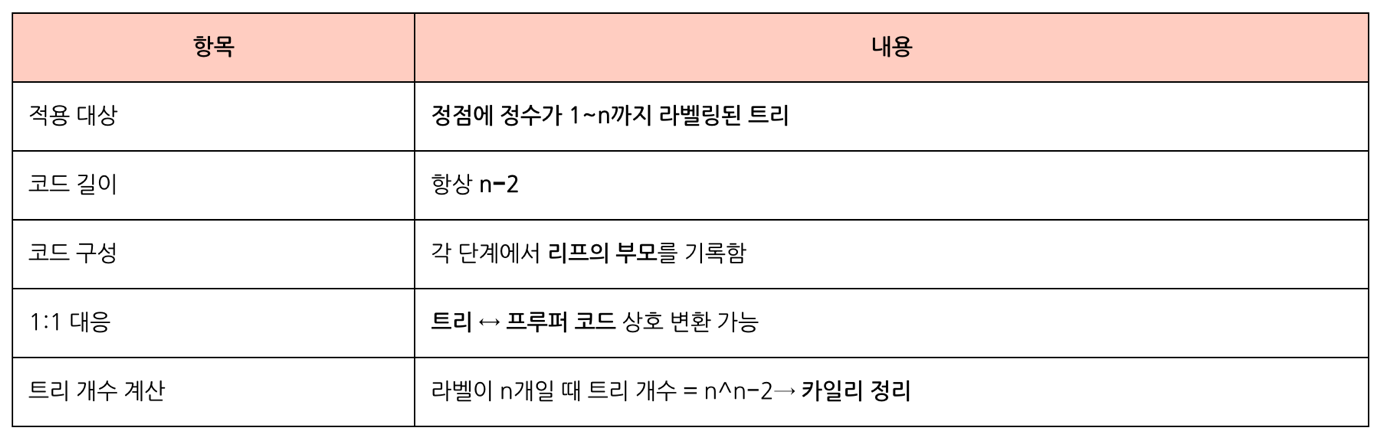 항목 내용
적용 대상 정점에 정수가 1~n까지 라벨링된 트리
코드 길이 항상 n-2
코드 구성 각 단계에서 리프의 부모를 기록함
1:1 대응 트리 ↔ 프루퍼 코드 상호 변환 가능
트리 개수 계산 라벨이 n개일 때 트리 개수 = n^n-2→ 카일리 정리